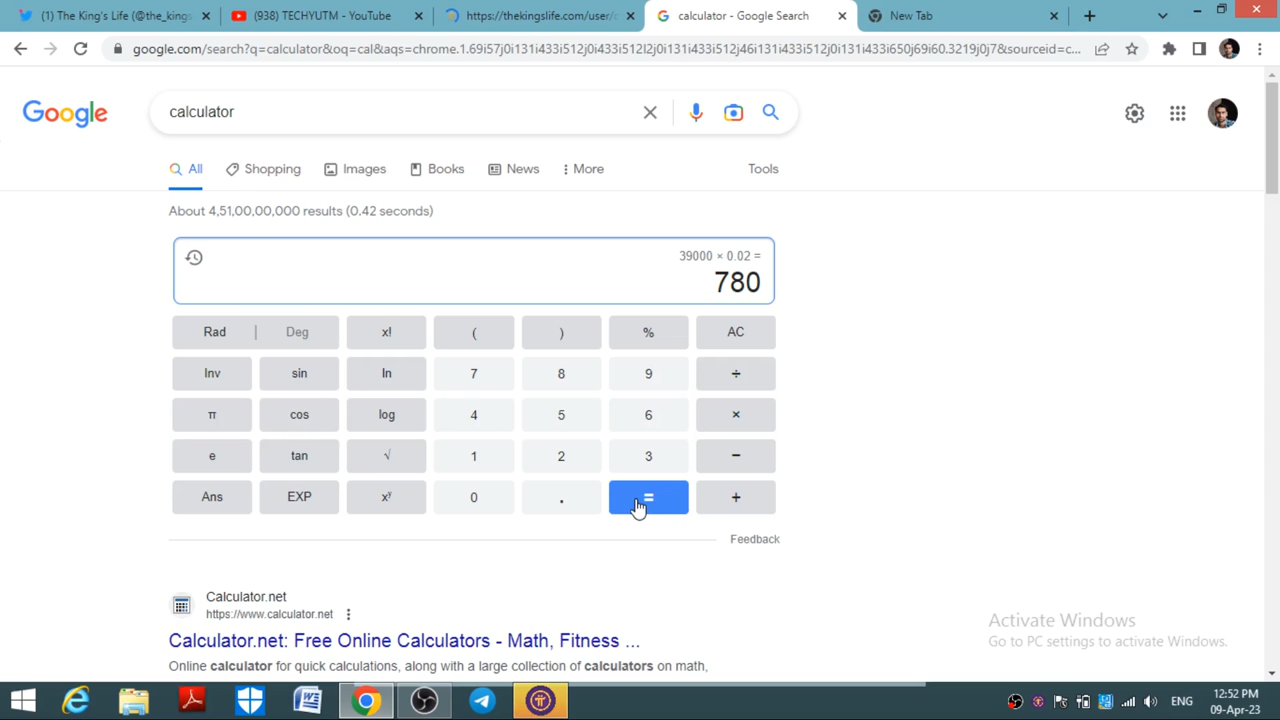 (1) The King's Life (@the_kings
(938) TECHYUTM - YouTube
https://thekingslife.com/user/
calculator - Google Search
New Tab
google.com/search?q=calculator&oq=cal&aqs=chrome.1.69i57j0i131i433i512j0i433i512l2j0i131i433i512j46i131i433i512j0i131i433i650j69i60.3219j0j7&sourceid=c...
Google
calculator
All
Shopping
Images
Books
News
More
Tools
About 4,51,00,00,000 results (0.42 seconds)
39000 × 0.02 =
780
Rad | Deg x! ( ) % AC
Inv sin ln 7 8 9 ÷
π cos log 4 5 6 ×
e tan √ 1 2 3 −
Ans EXP xʸ 0 . = +
Feedback
Calculator.net
https://www.calculator.net
Calculator.net: Free Online Calculators - Math, Fitness ...
Online calculator for quick calculations, along with a large collection of calculators on math,
Activate Windows
Go to PC settings to activate Windows.
ENG
12:52 PM
09-Apr-23